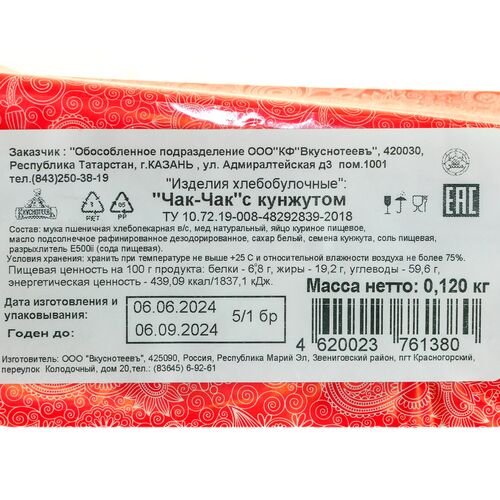 Заказчик : "Обособленное подразделение ООО"КФ"Вкуснотеевъ", 420030,
Республика Татарстан, г.КАЗАНЬ , ул. Адмиралтейская д3 пом.1001
тел.(843)250-38-19
"Изделия хлебобулочные":
"Чак-Чак"с кунжутом
ТУ 10.72.19-008-48292839-2018
ВКУСНОТЕЕВЪ
3
PET
05
PP
EAC
Состав: мука пшеничная хлебопекарная в/с, мед натуральный, яйцо куриное пищевое,
масло подсолнечное рафинированное дезодорированное, сахар белый, семена кунжута, соль пищевая,
разрыхлитель E500ii(сода пищевая).
Условия хранения: хранить при температуре не выше +25 С и относительной влажности воздуха не более 75%.
Пищевая ценность на 100 г продукта: белки - 6,8 г, жиры - 19,2 г, углеводы - 59,6 г,
энергетическая ценность - 439,09 ккал/1837,1 кДж.
Масса нетто: 0,120 кг
Дата изготовления и
упаковывания:
Годен до:
06.06.2024
06.09.2024
5/1 бр
4 620023 761380
Изготовитель: ООО "Вкуснотеевъ", 425090, Россия, Республика Марий Эл, Звениговский район, пгт Красногорский,
переулок Колодочный, дом 20,тел.: (83645) 6-92-61